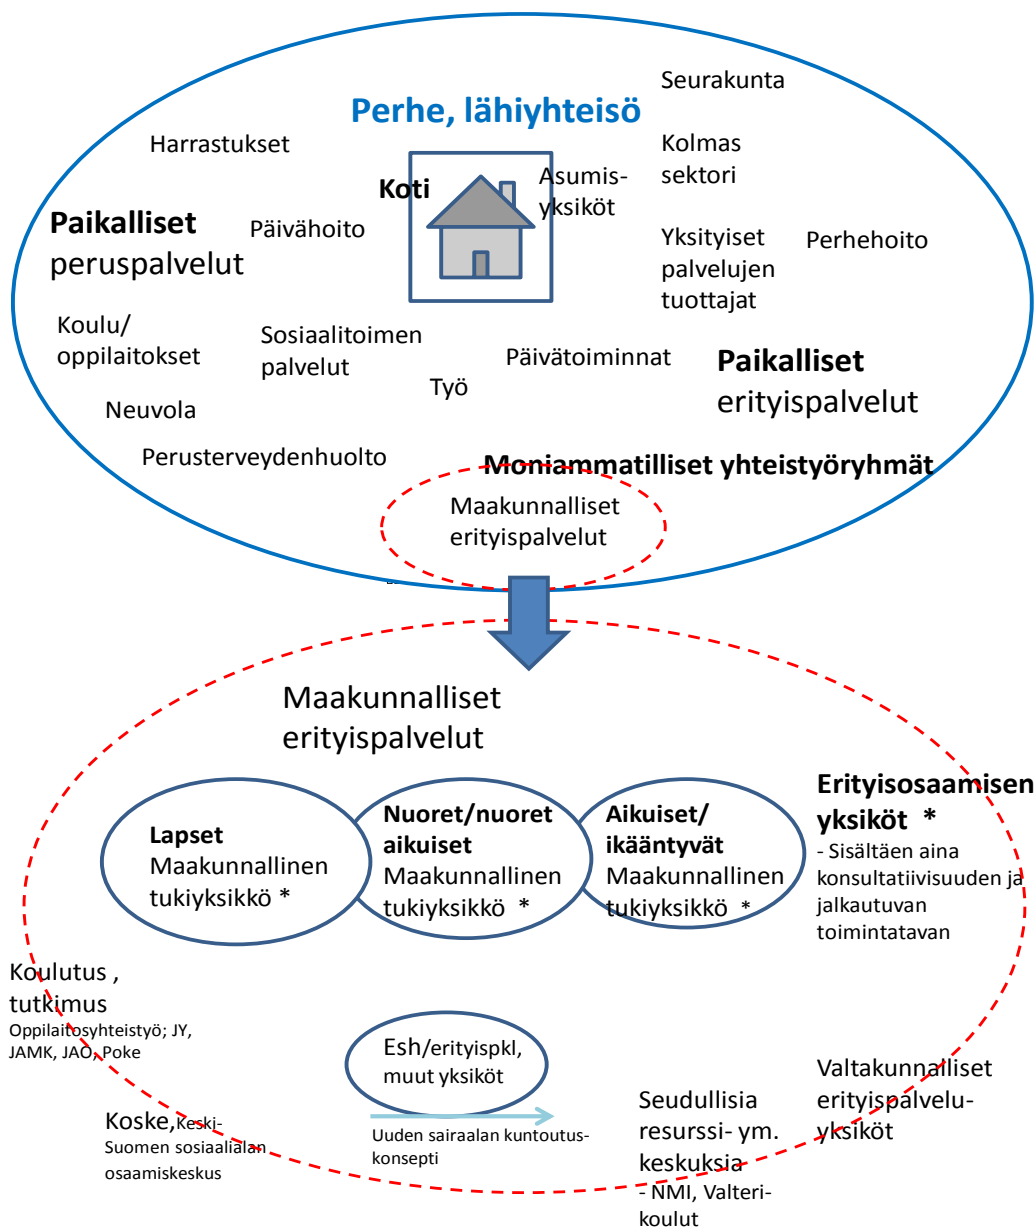 Seurakunta
Perhe, lähiyhteisö
Harrastukset
Kolmas
sektori
Koti
Asumis-
yksiköt
Paikalliset
peruspalvelut
Päivähoito
Yksityiset
palvelujen
tuottajat
Perhehoito
Koulu/
oppilaitokset
Sosiaalitoimen
palvelut
Päivätoiminnat
Työ
Paikalliset
erityispalvelut
Neuvola
Perusterveydenhuolto
Moniammatilliset yhteistyöryhmät
Maakunnalliset
erityispalvelut
Maakunnalliset
erityispalvelut
Lapset
Maakunnallinen
tukiyksikkö *
Nuoret/nuoret
aikuiset
Maakunnallinen
tukiyksikkö *
Aikuiset/
ikääntyvät
Maakunnallinen
tukiyksikkö *
Erityisosaamisen
yksiköt *
- Sisältäen aina
konsultatiivisuuden ja
jalkautuvan
toimintatavan
Koulutus ,
tutkimus
Oppilaitosyhteistyö; JY,
JAMK, JAO, Poke
Esh/erityispkl,
muut yksiköt
Uuden sairaalan kuntoutus-
konsepti
Koske,Keski-
Suomen sosiaalialan
osaamiskeskus
Seudullisia
resurssi- ym.
keskuksia
- NMI, Valteri-
koulut
Valtakunnalliset
erityispalvelu-
yksiköt